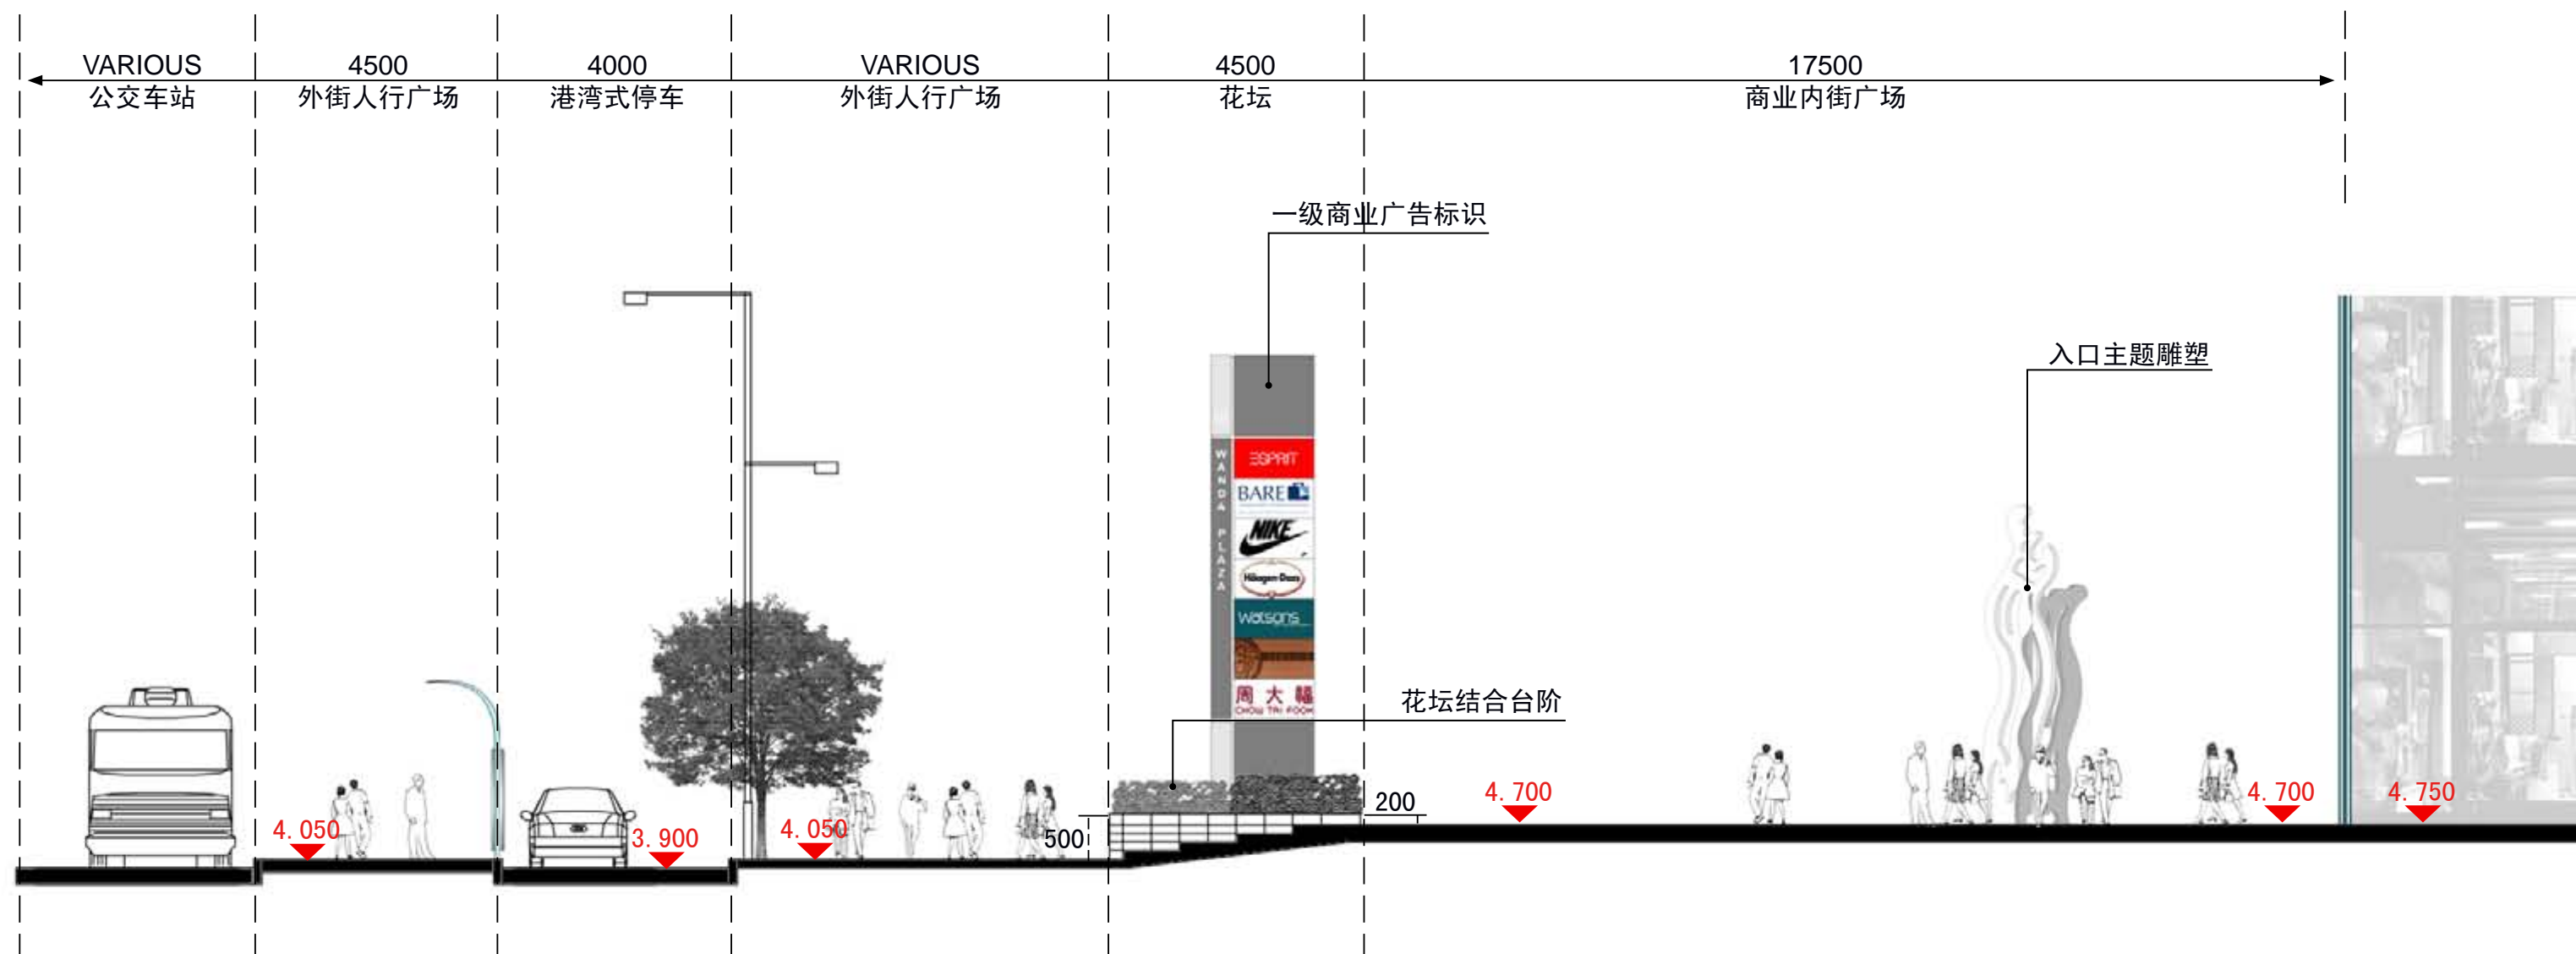 VARIOUS
4500
4000
VARIOUS
4500
17500
公交车站
外街人行广场
港湾式停车
外街人行广场
花坛
商业内街广场
一级商业广告标识
入口主题雕塑
WANDA PLAZA
ESPRIT
BARE
NIKE
Häagen-Dazs
watsons
周大福
CHOW TAI FOOK
花坛结合台阶
200
500
4.050
3.900
4.050
4.700
4.700
4.750